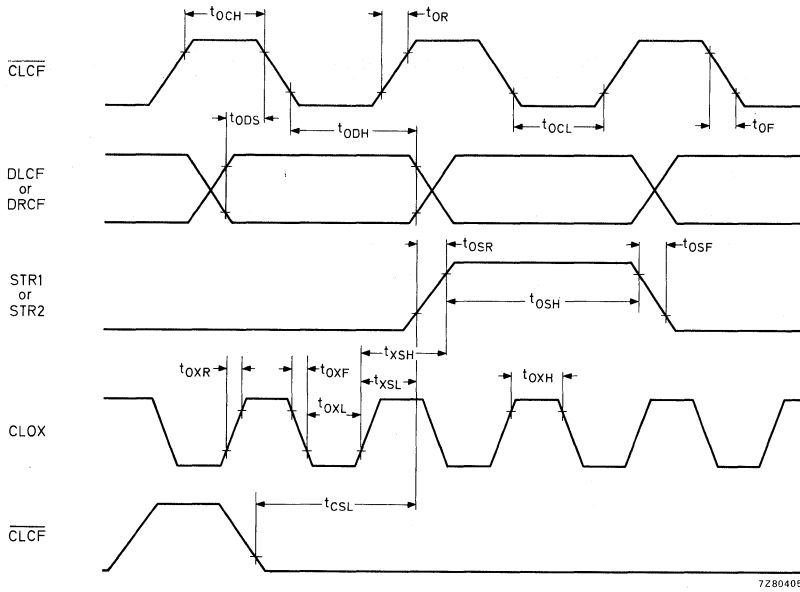 tOCH
tOR
CLCF
tODS
tODH
tOCL
tOF
DLCF
or
DRCF
tOSR
tOSF
STR1
or
STR2
tOSH
tXSH
tOXR
tOXF
tXSL
tOXH
tOXL
CLOX
tCSL
CLCF
7Z80405